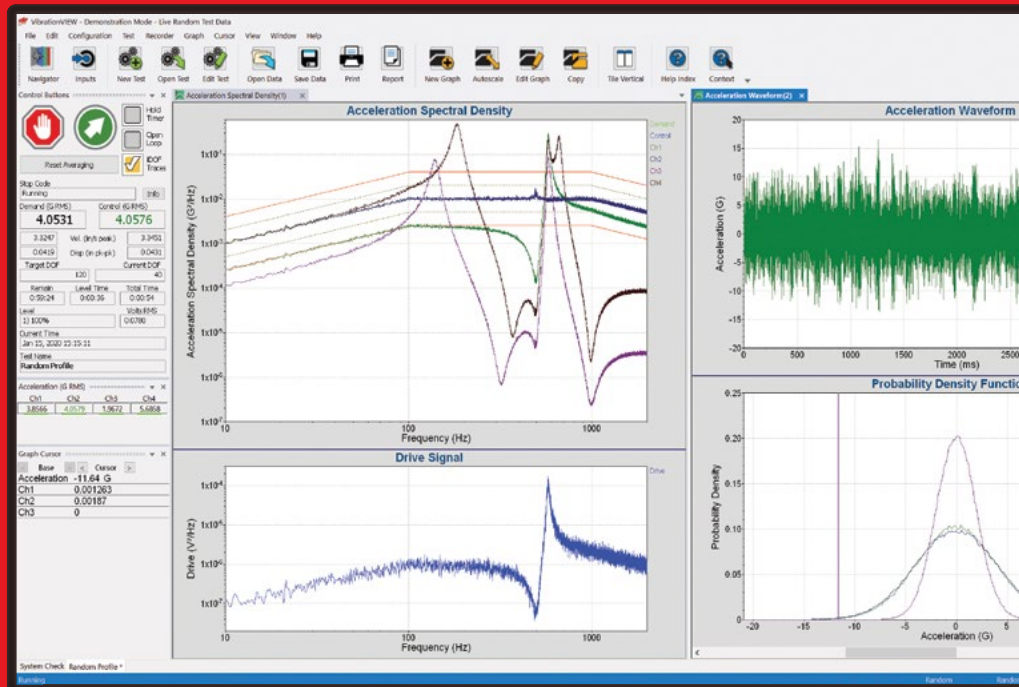 VibrationVIEW - Demonstration Mode - Live Random Test Data
File Edit Configuration Test Recorder Graph Cursor View Window Help
Navigator Inputs New Test Open Test Edit Test Open Data Save Data Print Report New Graph Autoscale Edit Graph Copy Tile Vertical Help Index Context
Control Buttons
Hold Timer
Open Loop
Reset Averaging
iDOF Traces
Stop Code
Running Info
Demand (G RMS) Control (G RMS)
4.0531 4.0576
3.3247 Vel. (in/s peak) 3.3451
0.0419 Disp (in pk-pk) 0.0431
Target DOF Current DOF
120 40
Remain Level Time Total Time
0:59:24 0:00:36 0:00:54
Level Volts RMS
1) 100% 0.0780
Current Time
Jan 15, 2020 15:15:11
Test Name
Random Profile
Acceleration (G RMS)
Ch1 Ch2 Ch3 Ch4
3.8566 4.0579 1.9672 5.6858
Graph Cursor
< Base < Cursor >
Acceleration -11.64 G
Ch1 0.001263
Ch2 0.00187
Ch3 0
System Check Random Profile *
Running
Acceleration Spectral Density(1)
Acceleration Spectral Density
Demand
Control
Ch1
Ch2
Ch3
Ch4
Acceleration Spectral Density (G²/Hz)
1x10⁻¹
1x10⁻²
1x10⁻³
1x10⁻⁴
1x10⁻⁵
1x10⁻⁶
1x10⁻⁷
10 100 1000
Frequency (Hz)
Drive Signal
Drive
Drive (V²/Hz)
1x10⁻⁴
1x10⁻⁵
1x10⁻⁶
1x10⁻⁷
10 100 1000
Frequency (Hz)
Acceleration Waveform(2)
Acceleration Waveform
Acceleration (G)
20
15
10
5
0
-5
-10
-15
-20
0 500 1000 1500 2000 2500
Time (ms)
Probability Density Functio
Probability Density
0.25
0.20
0.15
0.10
0.05
0
-20 -15 -10 -5 0 5
Acceleration (G)
Random Rando